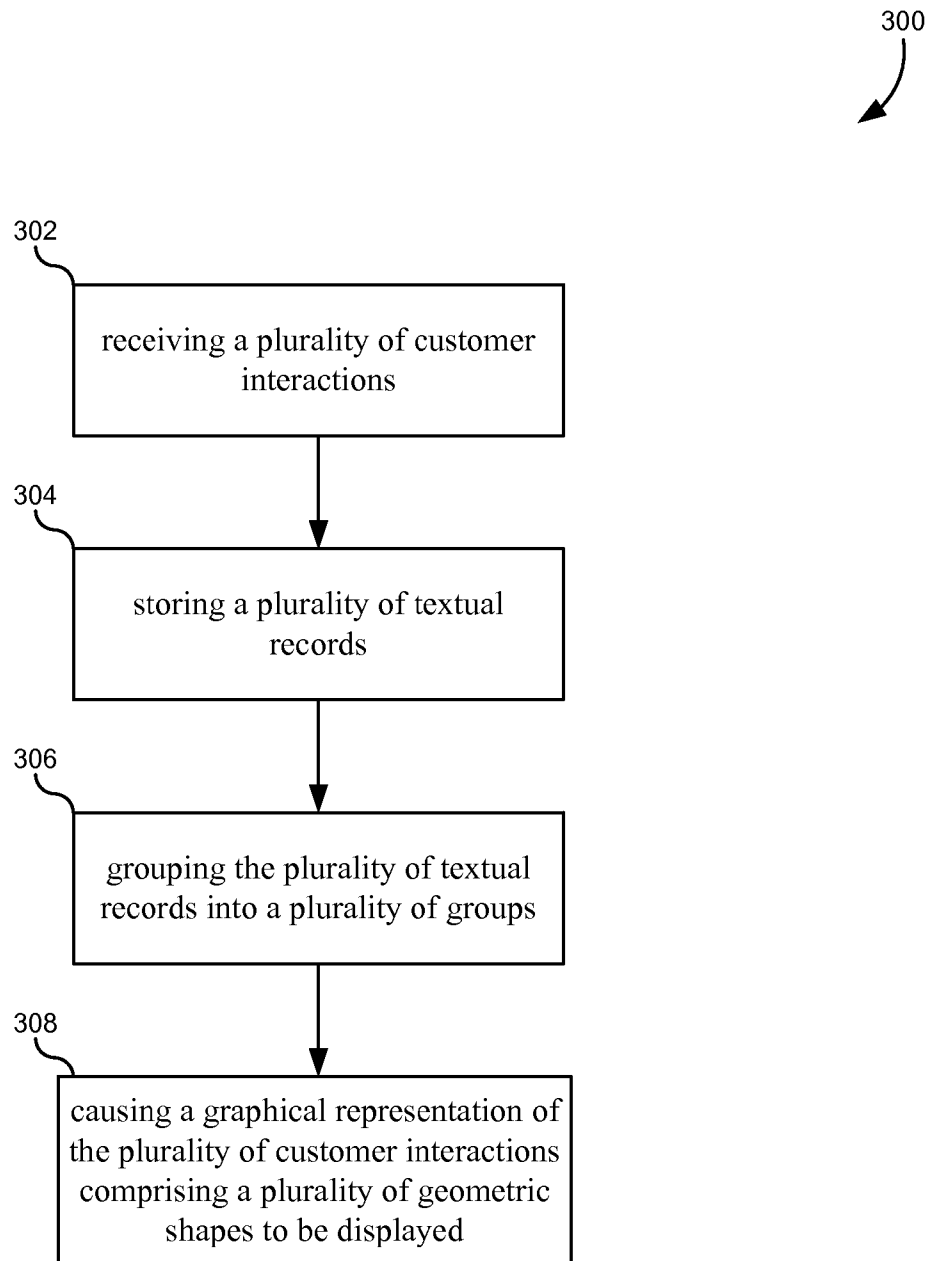 300
302
receiving a plurality of customer
interactions
304
storing a plurality of textual
records
306
grouping the plurality of textual
records into a plurality of groups
308
causing a graphical representation of
the plurality of customer interactions
comprising a plurality of geometric
shapes to be displayed